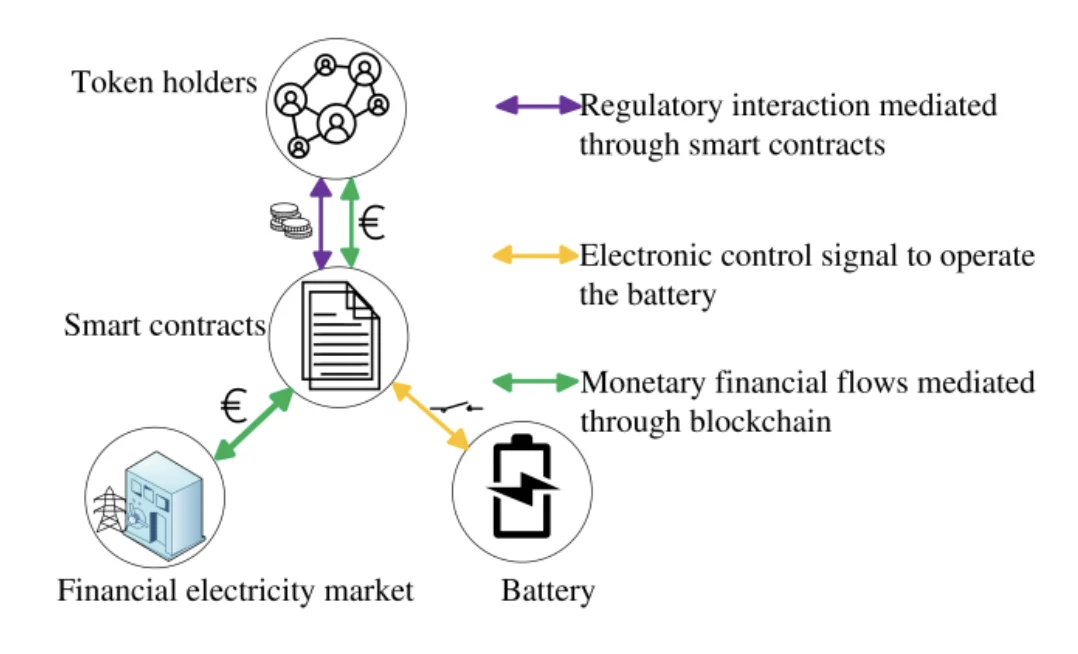 Token holders
Regulatory interaction mediated
through smart contracts
€
Electronic control signal to operate
the battery
Smart contracts
Monetary financial flows mediated
through blockchain
€
Financial electricity market
Battery